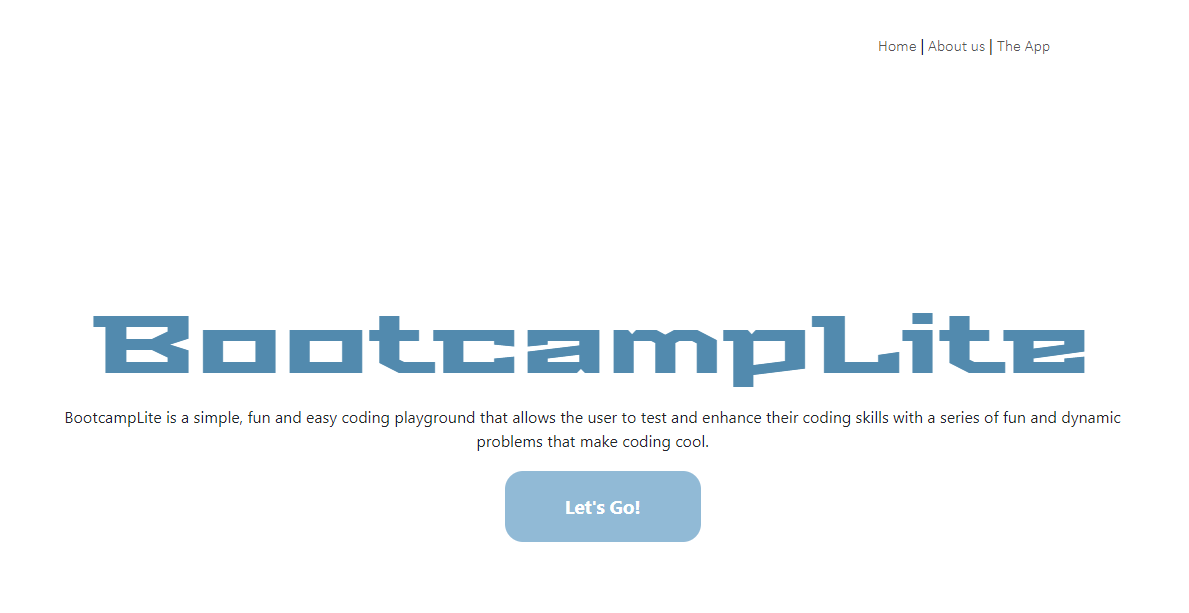 Home | About us | The App
BootcampLite
BootcampLite is a simple, fun and easy coding playground that allows the user to test and enhance their coding skills with a series of fun and dynamic
problems that make coding cool.
Let's Go!